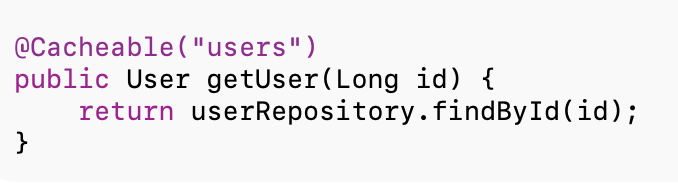 @Cacheable("users")
public User getUser(Long id) {
    return userRepository.findById(id);
}